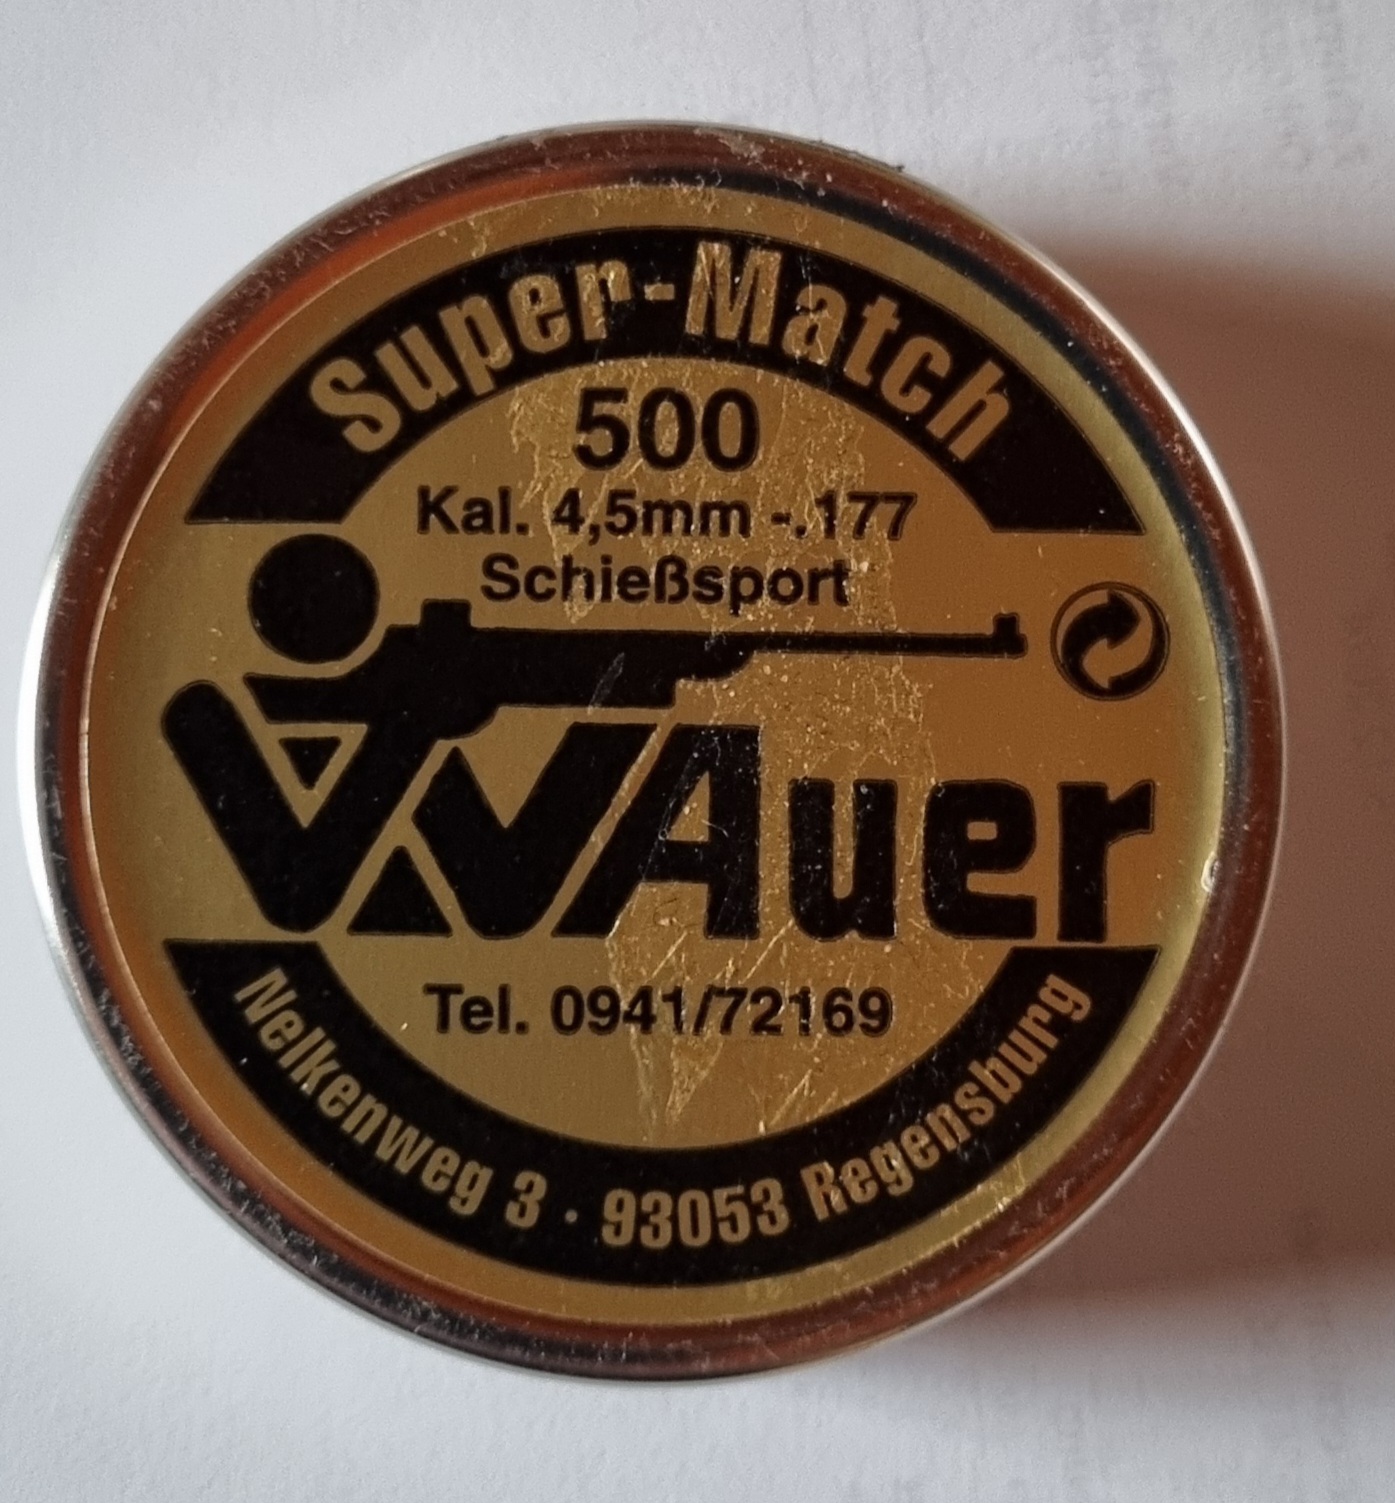 Super-Match
500
Kal. 4,5mm -.177
Schießsport
W Auer
Tel. 0941/72169
Nelkenweg 3 · 93053 Regensburg